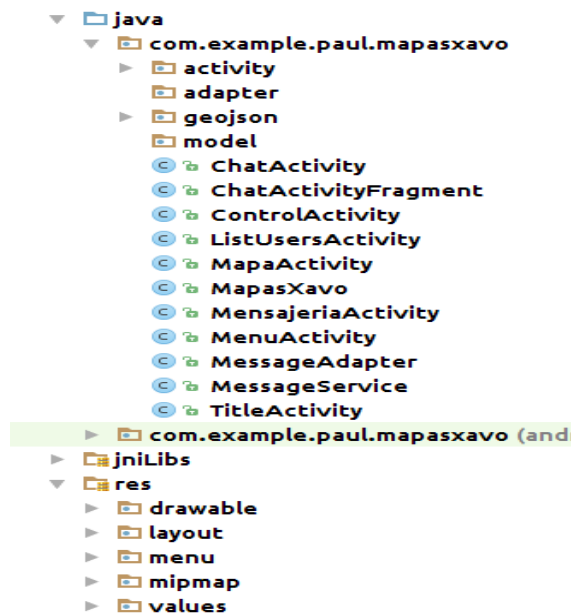 java
com.example.paul.mapasxavo
activity
adapter
geojson
model
ChatActivity
ChatActivityFragment
ControlActivity
ListUsersActivity
MapaActivity
MapasXavo
MensajeriaActivity
MenuActivity
MessageAdapter
MessageService
TitleActivity
com.example.paul.mapasxavo (and
jniLibs
res
drawable
layout
menu
mipmap
values